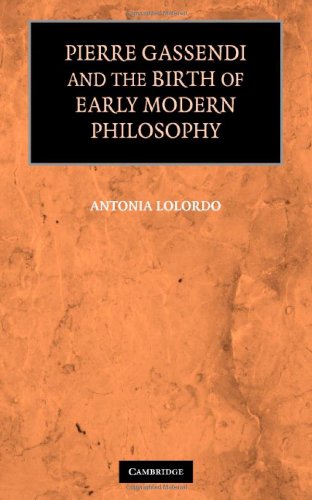 PIERRE GASSENDI
AND THE BIRTH OF
EARLY MODERN
PHILOSOPHY
ANTONIA LOLORDO
CAMBRIDGE